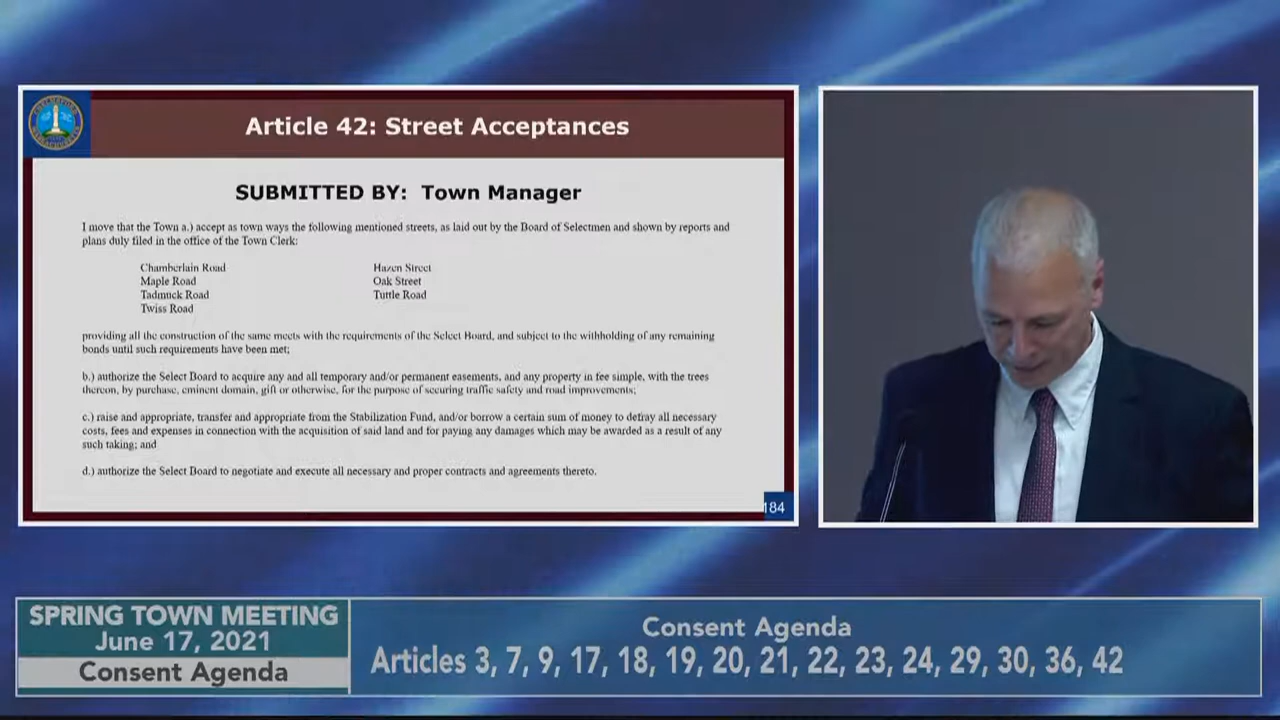 Article 42: Street Acceptances
SUBMITTED BY: Town Manager
I move that the Town a.) accept as town ways the following mentioned streets, as laid out by the Board of Selectmen and shown by reports and
plans duly filed in the office of the Town Clerk:
Chamberlain Road
Maple Road
Tadmuck Road
Twiss Road
Hazen Street
Oak Street
Tuttle Road
providing all the construction of the same meets with the requirements of the Select Board, and subject to the withholding of any remaining
bonds until such requirements have been met;
b.) authorize the Select Board to acquire any and all temporary and/or permanent easements, and any property in fee simple, with the trees
thereon, by purchase, eminent domain, gift or otherwise, for the purpose of securing traffic safety and road improvements;
c.) raise and appropriate, transfer and appropriate from the Stabilization Fund, and/or borrow a certain sum of money to defray all necessary
costs, fees and expenses in connection with the acquisition of said land and for paying any damages which may be awarded as a result of any
such taking; and
d.) authorize the Select Board to negotiate and execute all necessary and proper contracts and agreements thereto.
184
SPRING TOWN MEETING
June 17, 2021
Consent Agenda
Consent Agenda
Articles 3, 7, 9, 17, 18, 19, 20, 21, 22, 23, 24, 29, 30, 36, 42